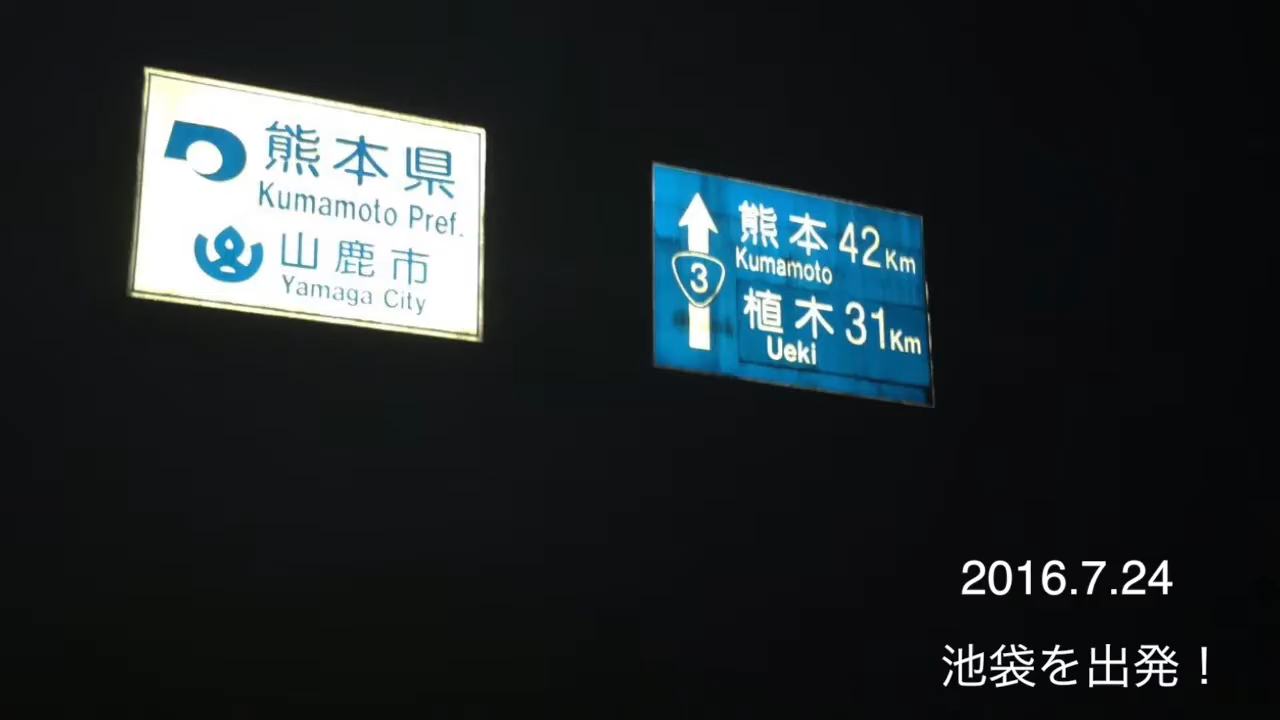 熊本県
Kumamoto Pref.
山鹿市
Yamaga City
熊本 42Km
Kumamoto
3
植木 31Km
Ueki
2016.7.24
池袋を出発！